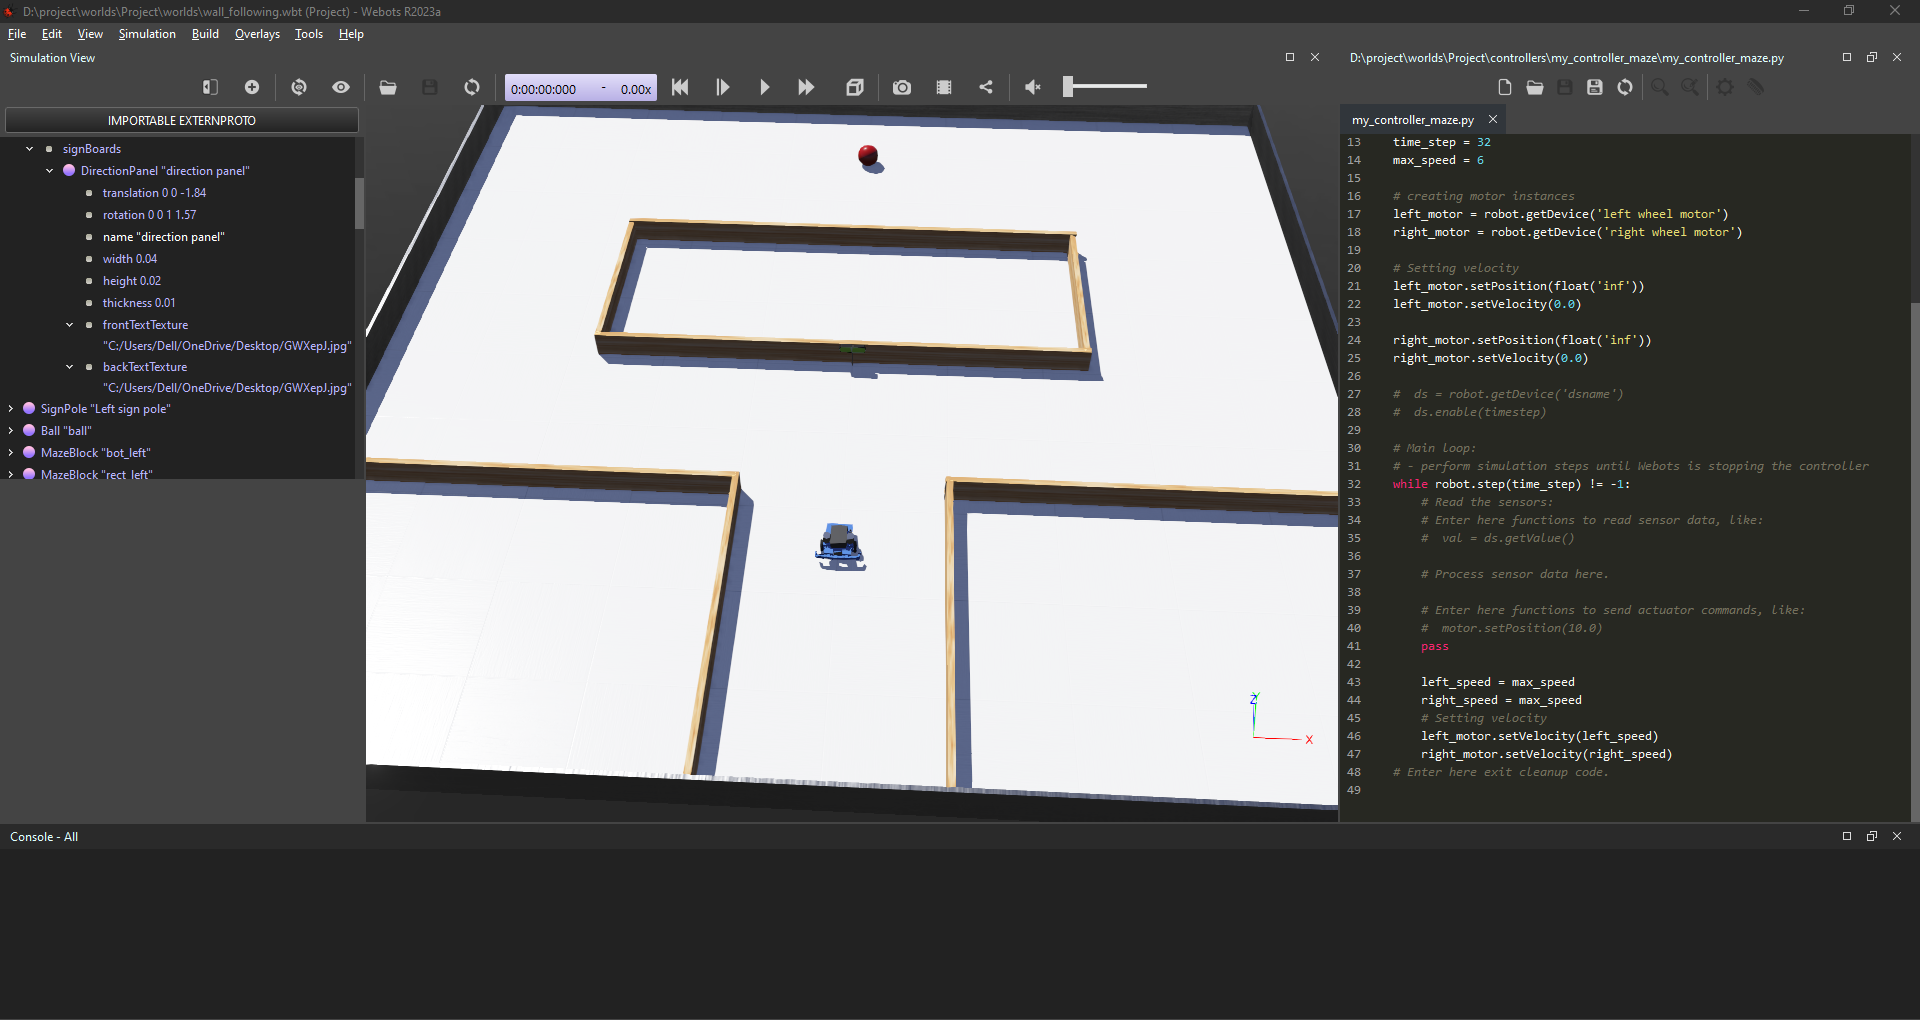 D:\project\worlds\Project\worlds\wall_following.wbt (Project) - Webots R2023a
File Edit View Simulation Build Overlays Tools Help
Simulation View
0:00:00:000 - 0.00x
IMPORTABLE EXTERNPROTO
signBoards
DirectionPanel "direction panel"
translation 0 0 -1.84
rotation 0 0 1 1.57
name "direction panel"
width 0.04
height 0.02
thickness 0.01
frontTextTexture
"C:/Users/Dell/OneDrive/Desktop/GWXepJ.jpg"
backTextTexture
"C:/Users/Dell/OneDrive/Desktop/GWXepJ.jpg"
SignPole "Left sign pole"
Ball "ball"
MazeBlock "bot_left"
MazeBlock "rect_left"
Z
Y
X
D:\project\worlds\Project\controllers\my_controller_maze\my_controller_maze.py
my_controller_maze.py
13 time_step = 32
14 max_speed = 6
15
16 # creating motor instances
17 left_motor = robot.getDevice('left wheel motor')
18 right_motor = robot.getDevice('right wheel motor')
19
20 # Setting velocity
21 left_motor.setPosition(float('inf'))
22 left_motor.setVelocity(0.0)
23
24 right_motor.setPosition(float('inf'))
25 right_motor.setVelocity(0.0)
26
27 #  ds = robot.getDevice('dsname')
28 #  ds.enable(timestep)
29
30 # Main loop:
31 # - perform simulation steps until Webots is stopping the controller
32 while robot.step(time_step) != -1:
33     # Read the sensors:
34     # Enter here functions to read sensor data, like:
35     #  val = ds.getValue()
36
37     # Process sensor data here.
38
39     # Enter here functions to send actuator commands, like:
40     #  motor.setPosition(10.0)
41     pass
42
43     left_speed = max_speed
44     right_speed = max_speed
45     # Setting velocity
46     left_motor.setVelocity(left_speed)
47     right_motor.setVelocity(right_speed)
48 # Enter here exit cleanup code.
49
Console - All